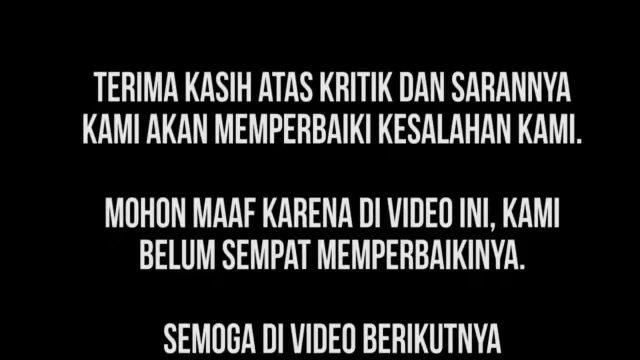 TERIMA KASIH ATAS KRITIK DAN SARANNYA
KAMI AKAN MEMPERBAIKI KESALAHAN KAMI.
MOHON MAAF KARENA DI VIDEO INI, KAMI
BELUM SEMPAT MEMPERBAIKINYA.
SEMOGA DI VIDEO BERIKUTNYA